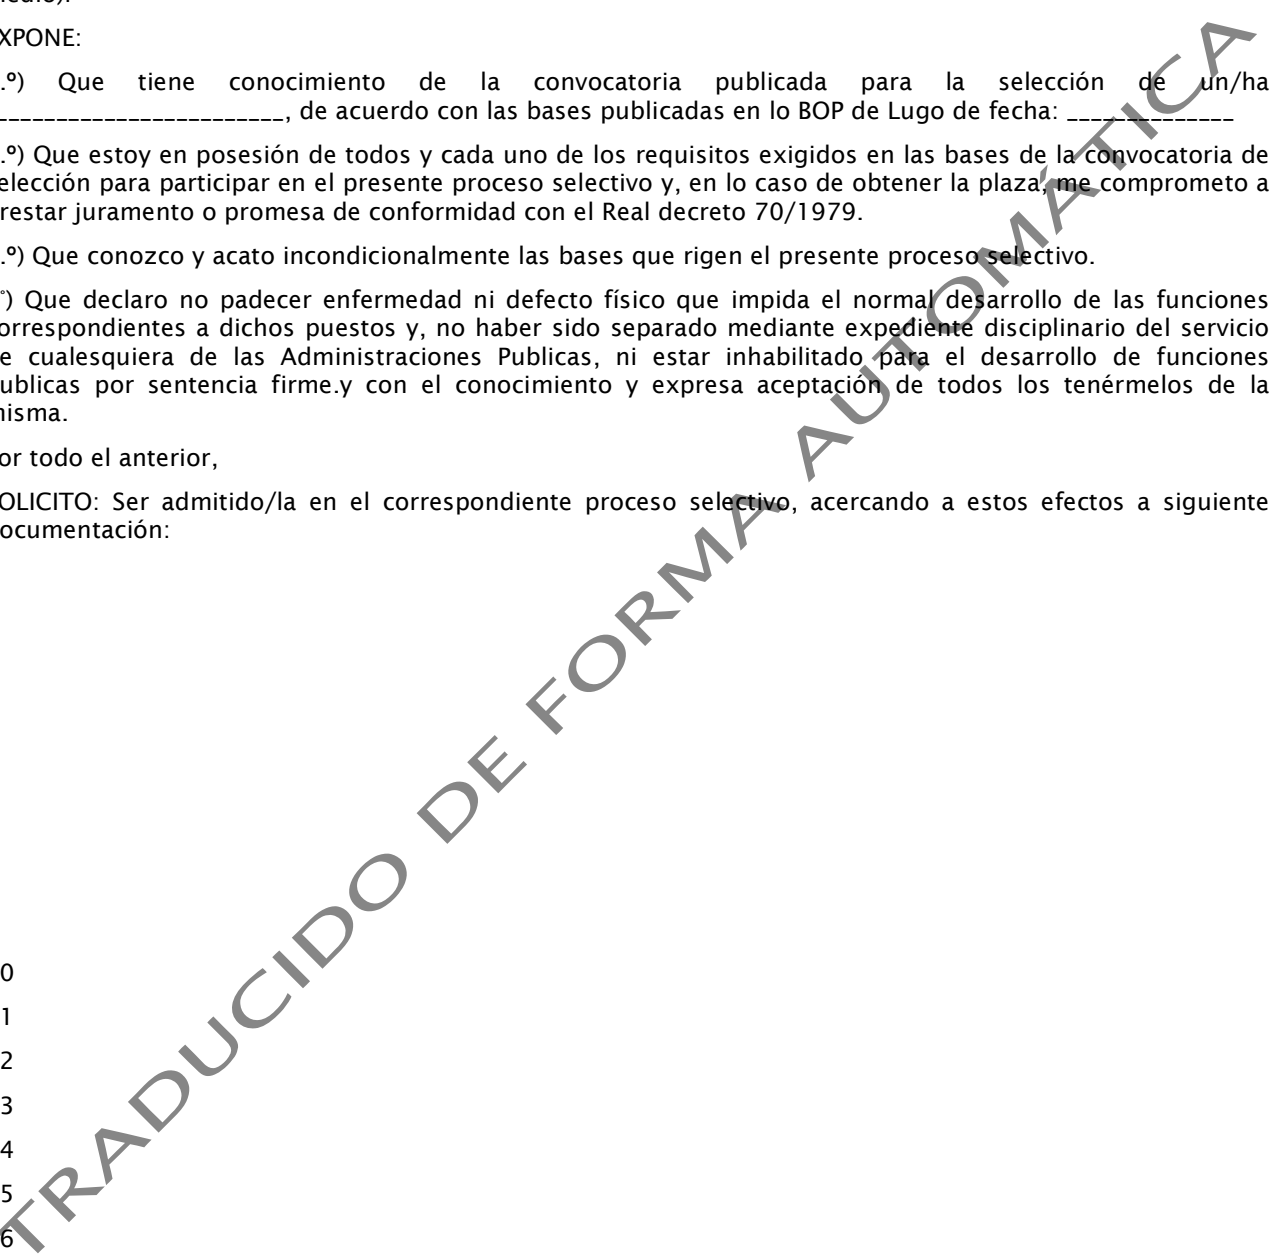 XPONE:
.º) Que tiene conocimiento de la convocatoria publicada para la selección de un/ha
________________________, de acuerdo con las bases publicadas en lo BOP de Lugo de fecha: ______________
.º) Que estoy en posesión de todos y cada uno de los requisitos exigidos en las bases de la convocatoria de
elección para participar en el presente proceso selectivo y, en lo caso de obtener la plaza, me comprometo a
restar juramento o promesa de conformidad con el Real decreto 70/1979.
.º) Que conozco y acato incondicionalmente las bases que rigen el presente proceso selectivo.
°) Que declaro no padecer enfermedad ni defecto físico que impida el normal desarrollo de las funciones
orrespondientes a dichos puestos y, no haber sido separado mediante expediente disciplinario del servicio
e cualesquiera de las Administraciones Publicas, ni estar inhabilitado para el desarrollo de funciones
ublicas por sentencia firme.y con el conocimiento y expresa aceptación de todos los tenérmelos de la
misma.
or todo el anterior,
OLICITO: Ser admitido/la en el correspondiente proceso selectivo, acercando a estos efectos a siguiente
ocumentación:
0
1
2
3
4
5
6
TRADUCIDO DE FORMA AUTOMÁTICA